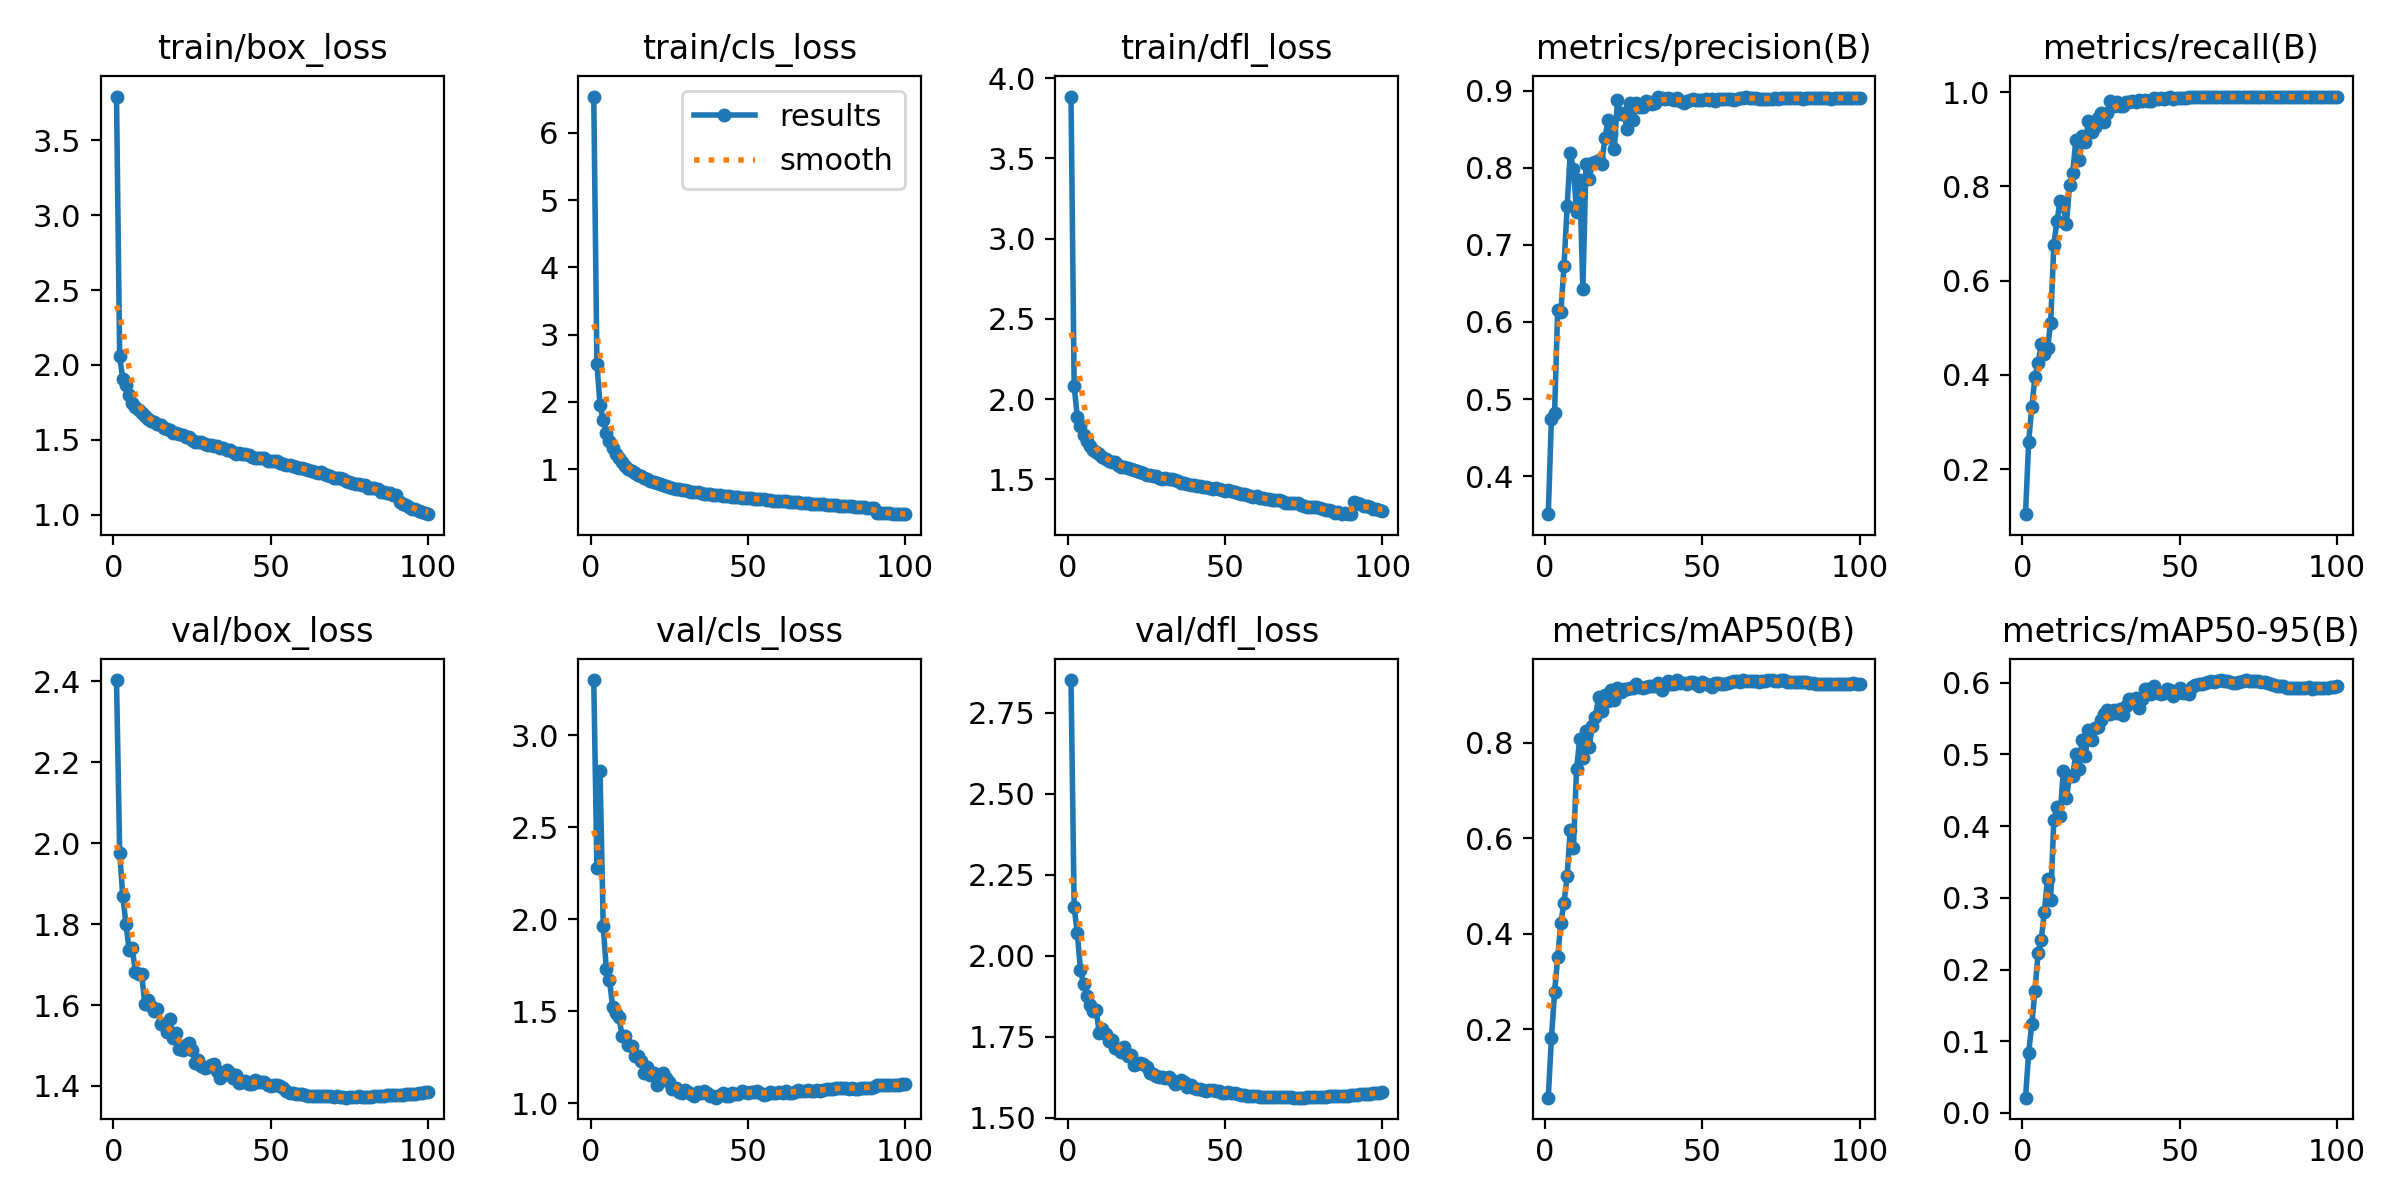 train/box_loss
train/cls_loss
train/dfl_loss
metrics/precision(B)
metrics/recall(B)
3.5
3.0
2.5
2.0
1.5
1.0
0 50 100
results
smooth
6
5
4
3
2
1
0 50 100
4.0
3.5
3.0
2.5
2.0
1.5
0 50 100
0.9
0.8
0.7
0.6
0.5
0.4
0 50 100
1.0
0.8
0.6
0.4
0.2
0 50 100
val/box_loss
val/cls_loss
val/dfl_loss
metrics/mAP50(B)
metrics/mAP50-95(B)
2.4
2.2
2.0
1.8
1.6
1.4
0 50 100
3.0
2.5
2.0
1.5
1.0
0 50 100
2.75
2.50
2.25
2.00
1.75
1.50
0 50 100
0.8
0.6
0.4
0.2
0 50 100
0.6
0.5
0.4
0.3
0.2
0.1
0.0
0 50 100